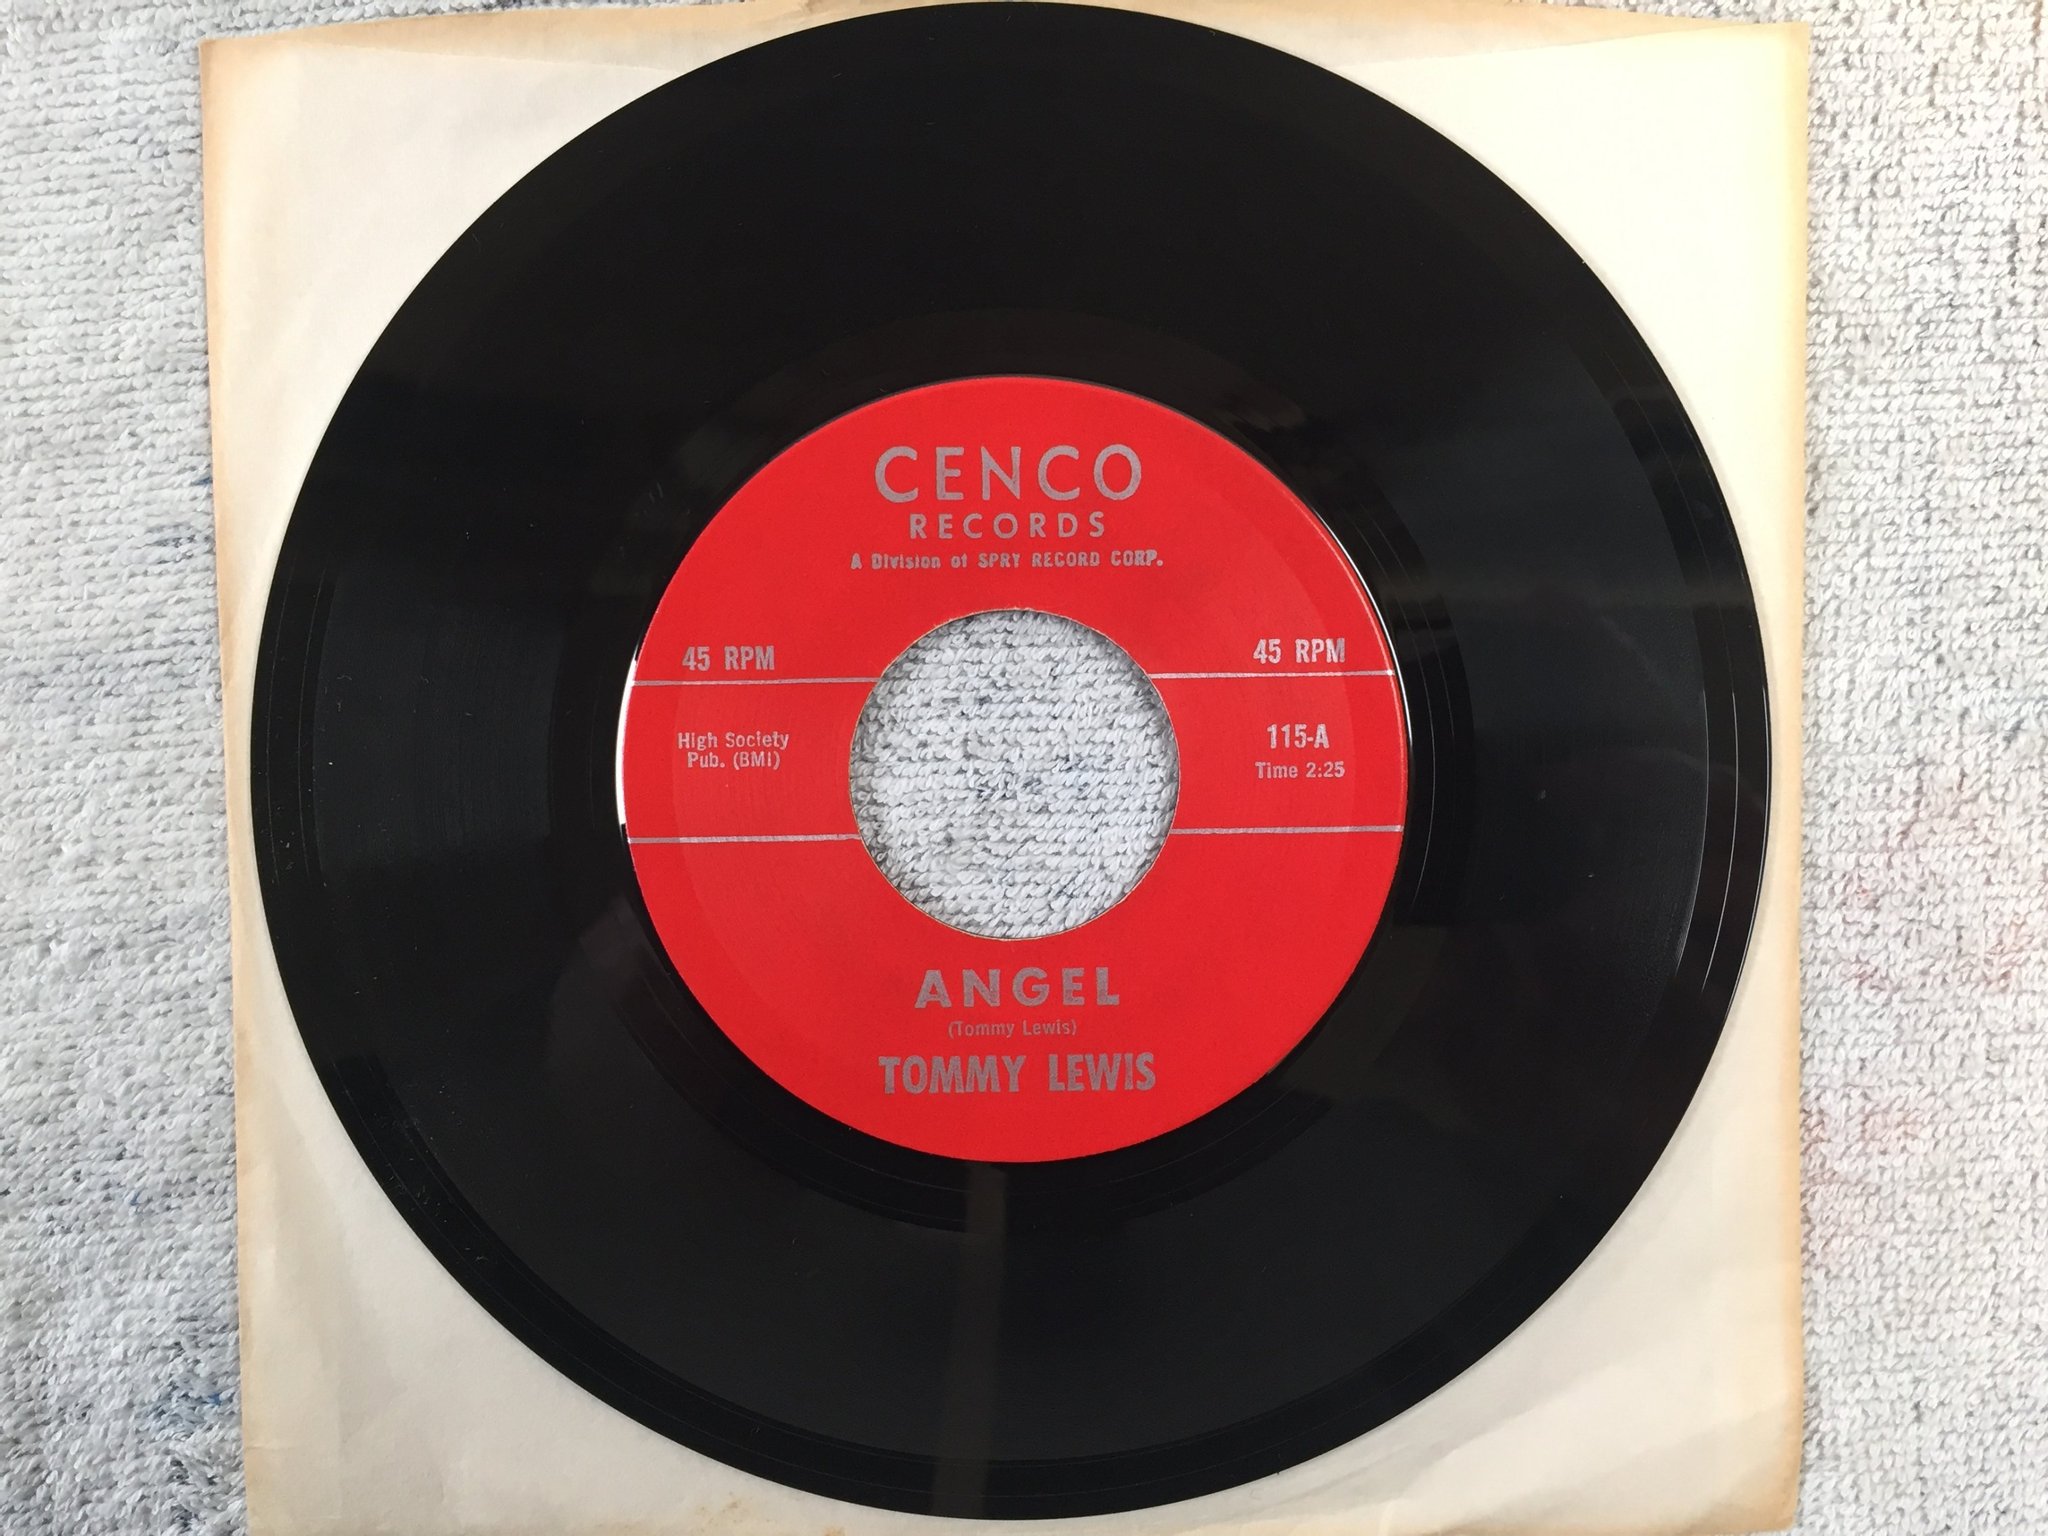 CENCO
RECORDS
A Division of SPRY RECORD CORP.
45 RPM
45 RPM
High Society
Pub. (BMI)
115-A
Time 2:25
ANGEL
(Tommy Lewis)
TOMMY LEWIS